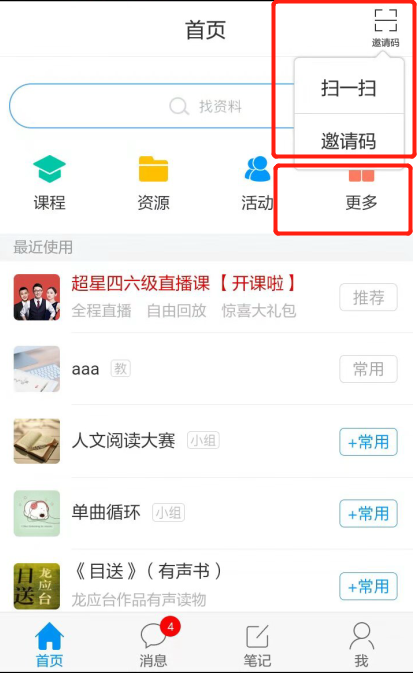 首页
邀请码
扫一扫
邀请码
找资料
课程
资源
活动
更多
最近使用
超星四六级直播课【开课啦】
推荐
全程直播 自由回放 惊喜大礼包
aaa 教
常用
人文阅读大赛 小组
+常用
单曲循环 小组
+常用
目送
龙应台
《目送》(有声书)
+常用
龙应台作品有声读物
首页
4
消息
笔记
我